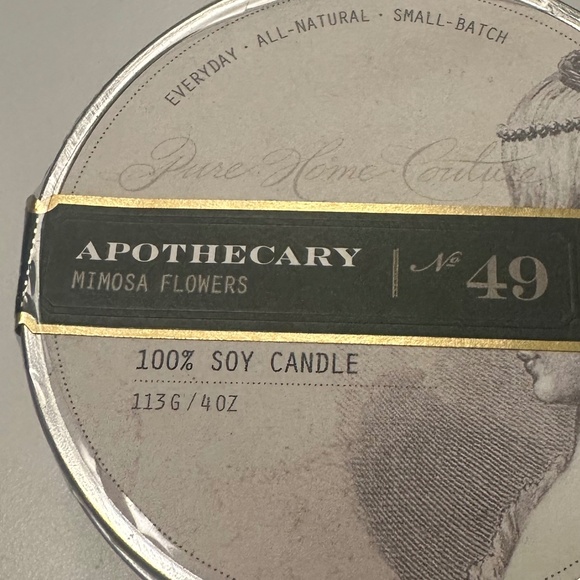 EVERYDAY · ALL-NATURAL · SMALL-BATCH
Pure Home Couture
APOTHECARY
MIMOSA FLOWERS
№ 49
100% SOY CANDLE
113G/4OZ